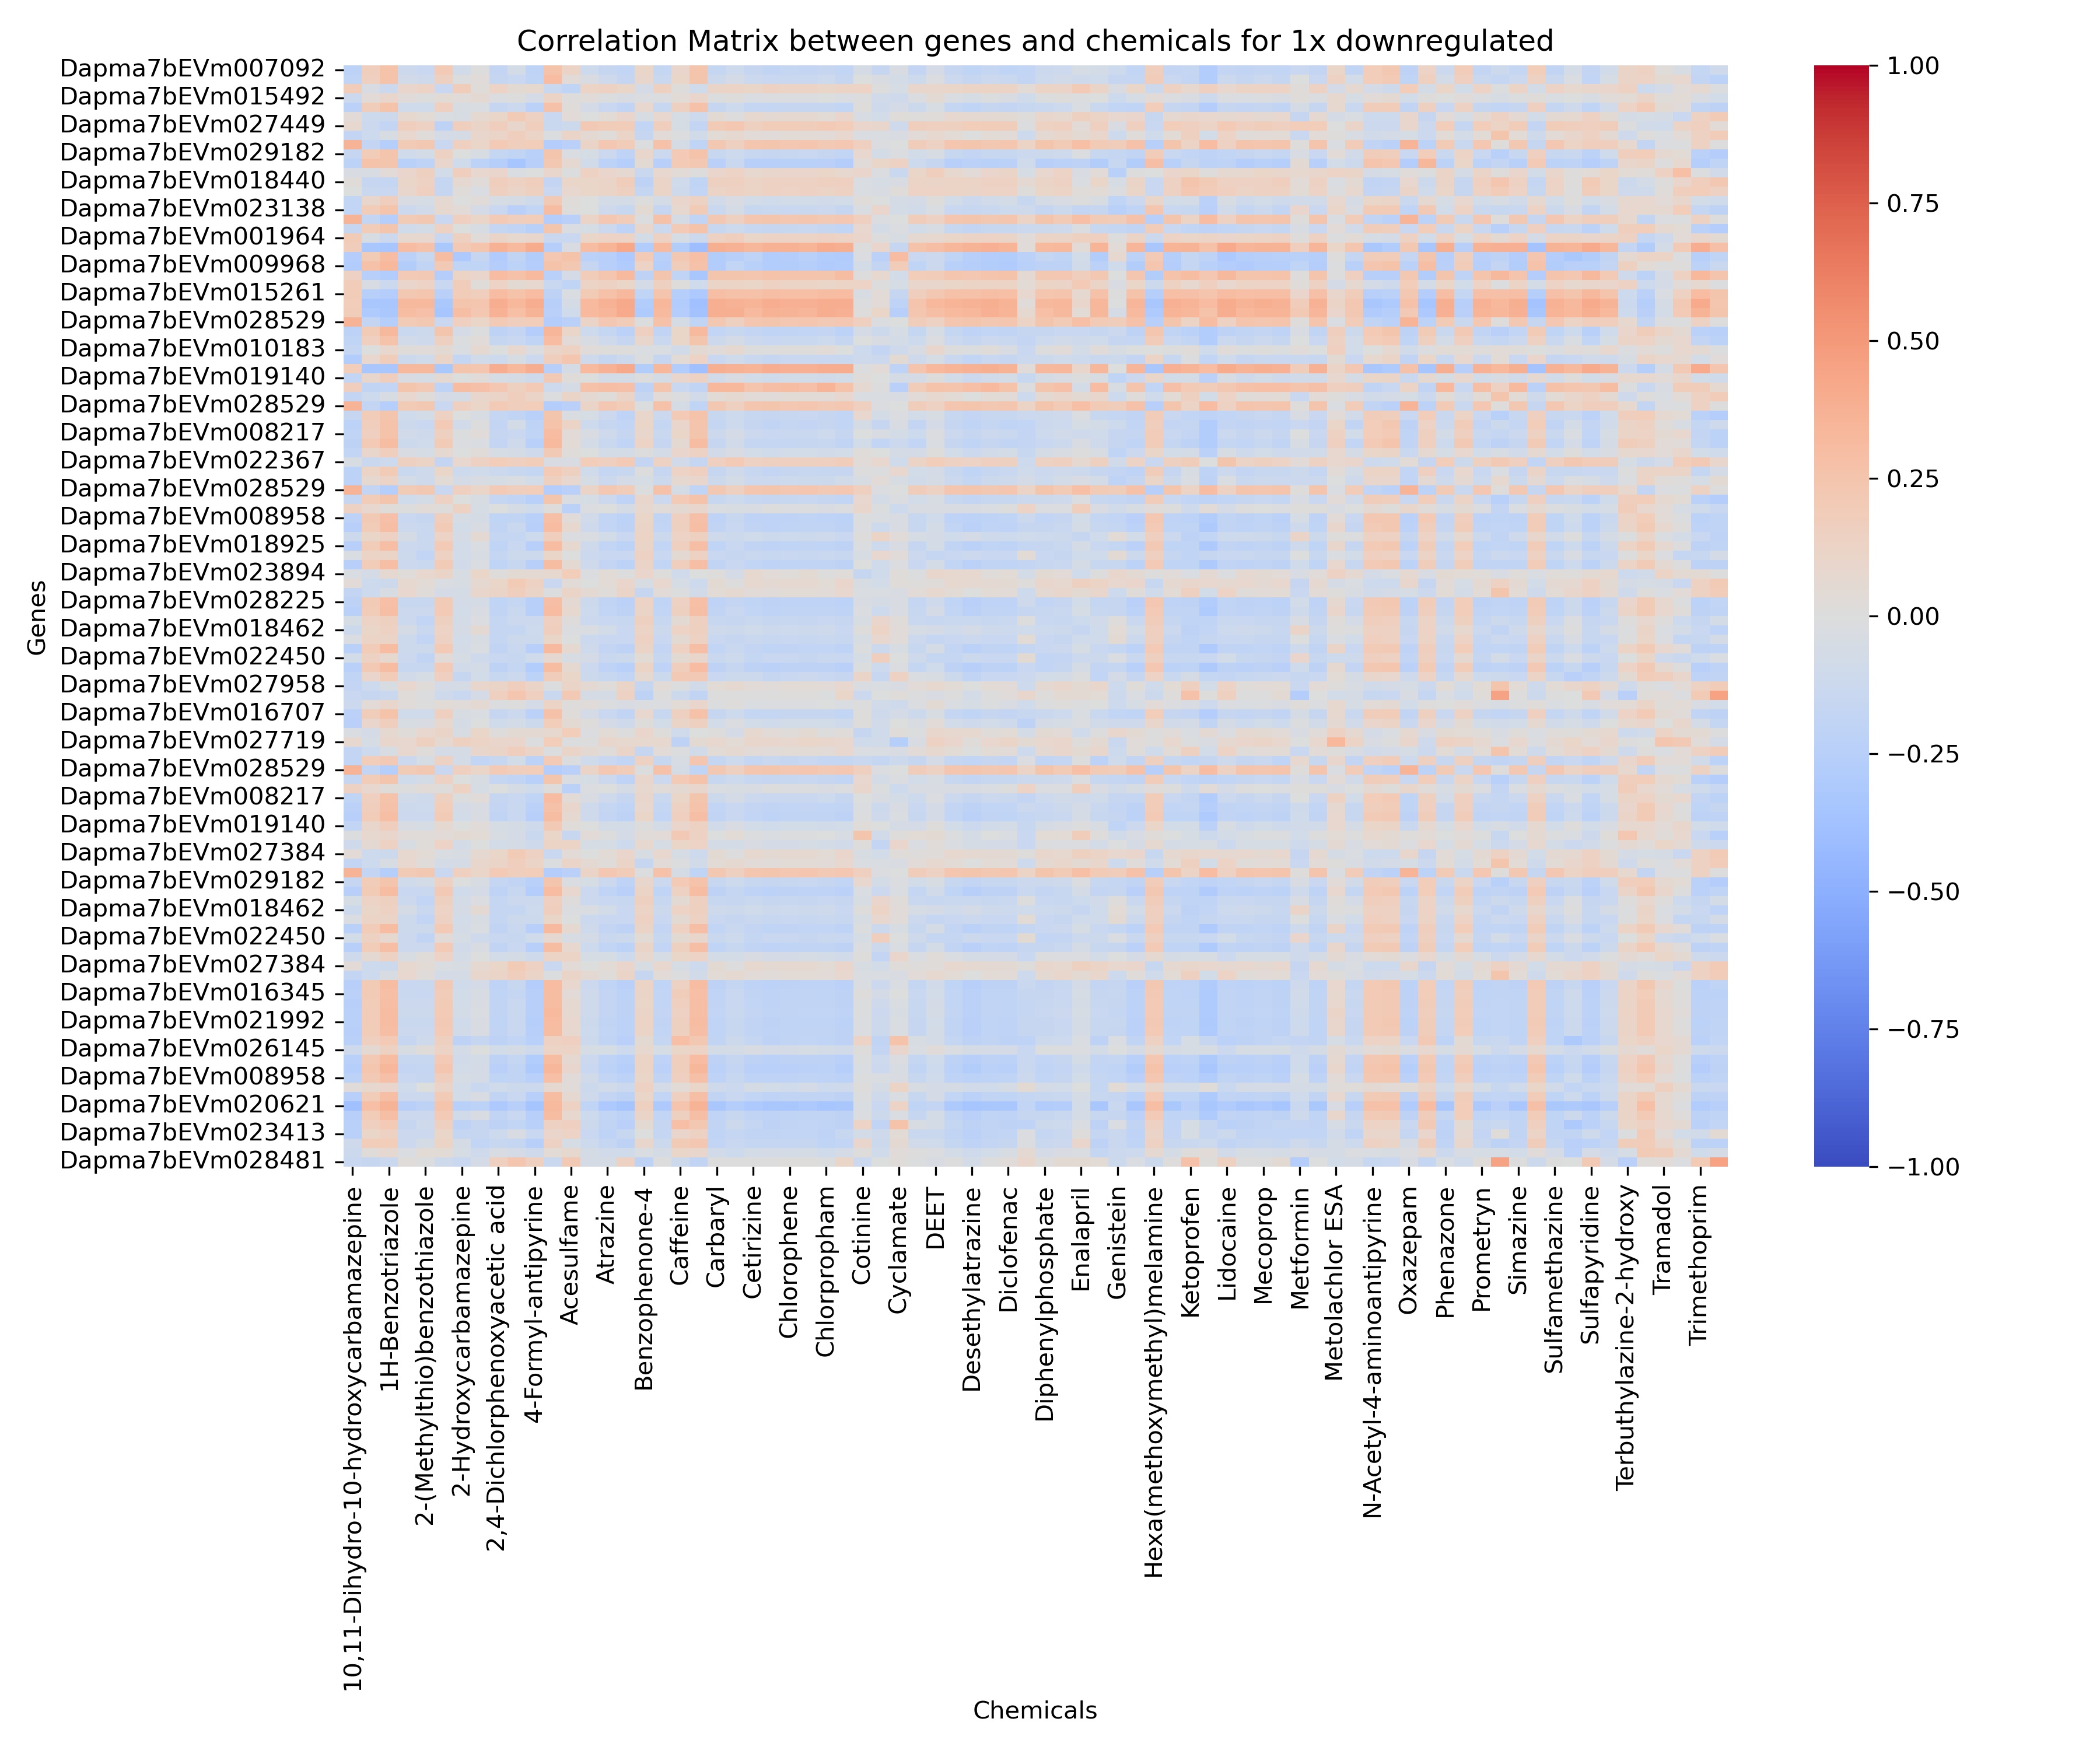 Correlation Matrix between genes and chemicals for 1x downregulated
Genes
Dapma7bEVm007092
Dapma7bEVm015492
Dapma7bEVm027449
Dapma7bEVm029182
Dapma7bEVm018440
Dapma7bEVm023138
Dapma7bEVm001964
Dapma7bEVm009968
Dapma7bEVm015261
Dapma7bEVm028529
Dapma7bEVm010183
Dapma7bEVm019140
Dapma7bEVm028529
Dapma7bEVm008217
Dapma7bEVm022367
Dapma7bEVm028529
Dapma7bEVm008958
Dapma7bEVm018925
Dapma7bEVm023894
Dapma7bEVm028225
Dapma7bEVm018462
Dapma7bEVm022450
Dapma7bEVm027958
Dapma7bEVm016707
Dapma7bEVm027719
Dapma7bEVm028529
Dapma7bEVm008217
Dapma7bEVm019140
Dapma7bEVm027384
Dapma7bEVm029182
Dapma7bEVm018462
Dapma7bEVm022450
Dapma7bEVm027384
Dapma7bEVm016345
Dapma7bEVm021992
Dapma7bEVm026145
Dapma7bEVm008958
Dapma7bEVm020621
Dapma7bEVm023413
Dapma7bEVm028481
10,11-Dihydro-10-hydroxycarbamazepine
1H-Benzotriazole
2-(Methylthio)benzothiazole
2-Hydroxycarbamazepine
2,4-Dichlorphenoxyacetic acid
4-Formyl-antipyrine
Acesulfame
Atrazine
Benzophenone-4
Caffeine
Carbaryl
Cetirizine
Chlorophene
Chlorpropham
Cotinine
Cyclamate
DEET
Desethylatrazine
Diclofenac
Diphenylphosphate
Enalapril
Genistein
Hexa(methoxymethyl)melamine
Ketoprofen
Lidocaine
Mecoprop
Metformin
Metolachlor ESA
N-Acetyl-4-aminoantipyrine
Oxazepam
Phenazone
Prometryn
Simazine
Sulfamethazine
Sulfapyridine
Terbuthylazine-2-hydroxy
Tramadol
Trimethoprim
Chemicals
1.00
0.75
0.50
0.25
0.00
−0.25
−0.50
−0.75
−1.00